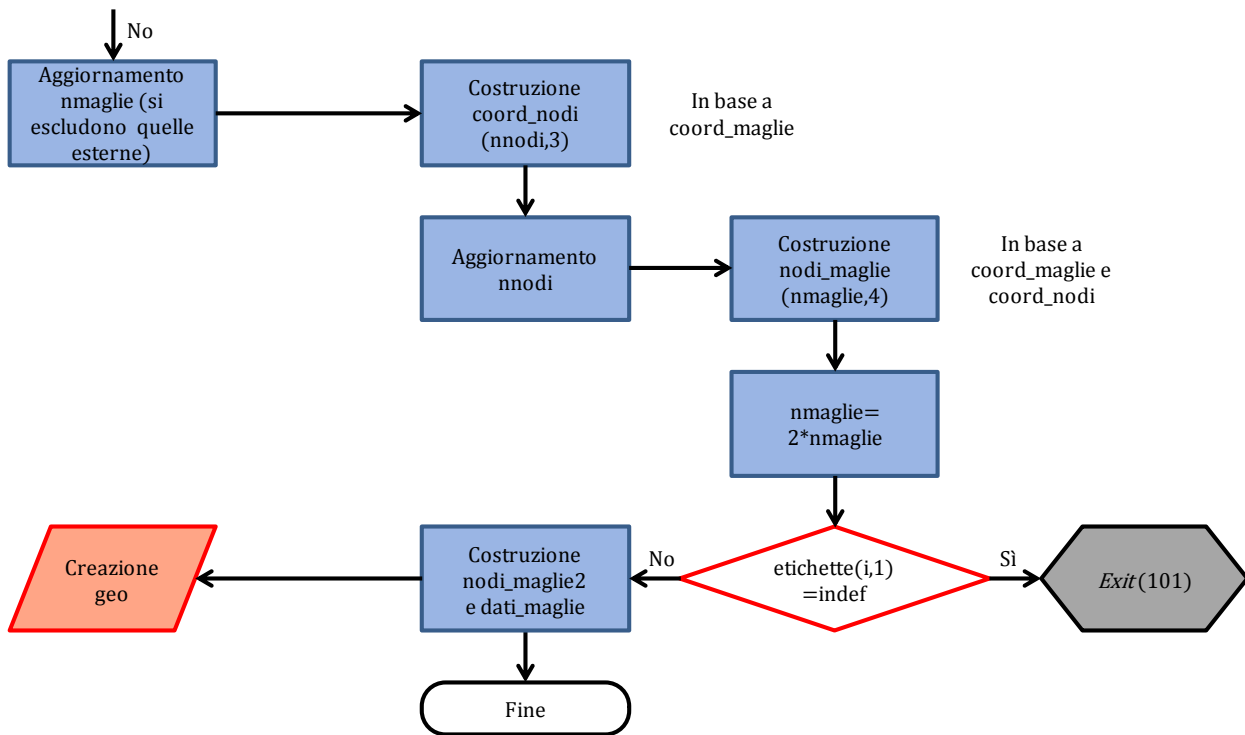 No
Aggiornamento
nmaglie (si
escludono quelle
esterne)
Costruzione
coord_nodi
(nnodi,3)
In base a
coord_maglie
Aggiornamento
nnodi
Costruzione
nodi_maglie
(nmaglie,4)
In base a
coord_maglie e
coord_nodi
nmaglie=
2*nmaglie
etichette(i,1)
=indef
Sì
Exit(101)
No
Costruzione
nodi_maglie2
e dati_maglie
Creazione
geo
Fine